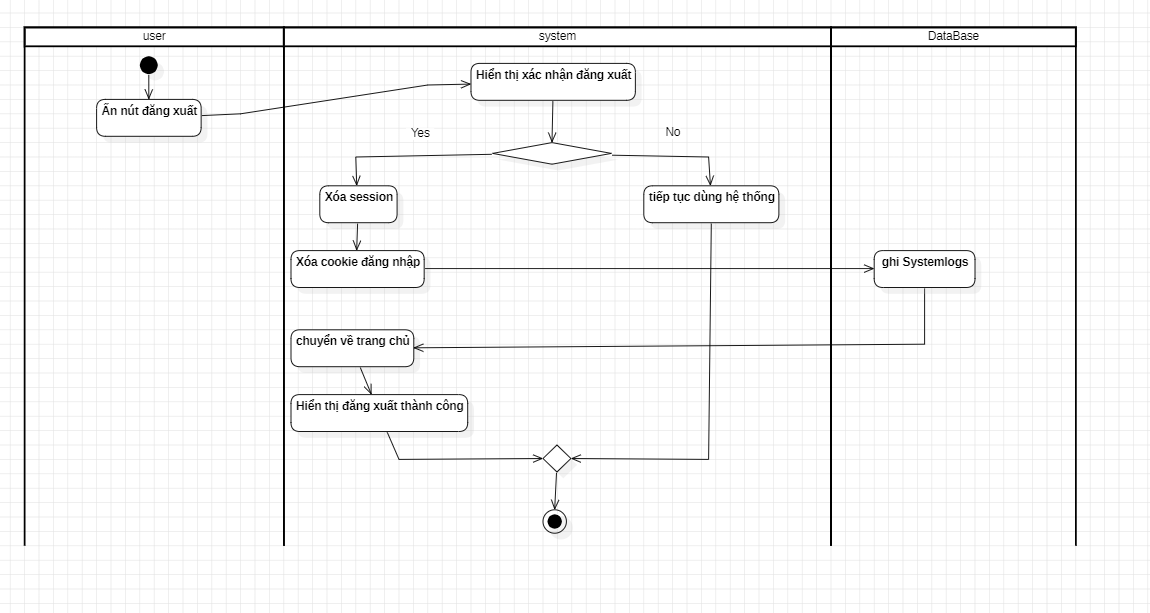 user
system
DataBase
Hiển thị xác nhận đăng xuất
Ấn nút đăng xuất
Yes
No
Xóa session
tiếp tục dùng hệ thống
Xóa cookie đăng nhập
ghi Systemlogs
chuyển về trang chủ
Hiển thị đăng xuất thành công